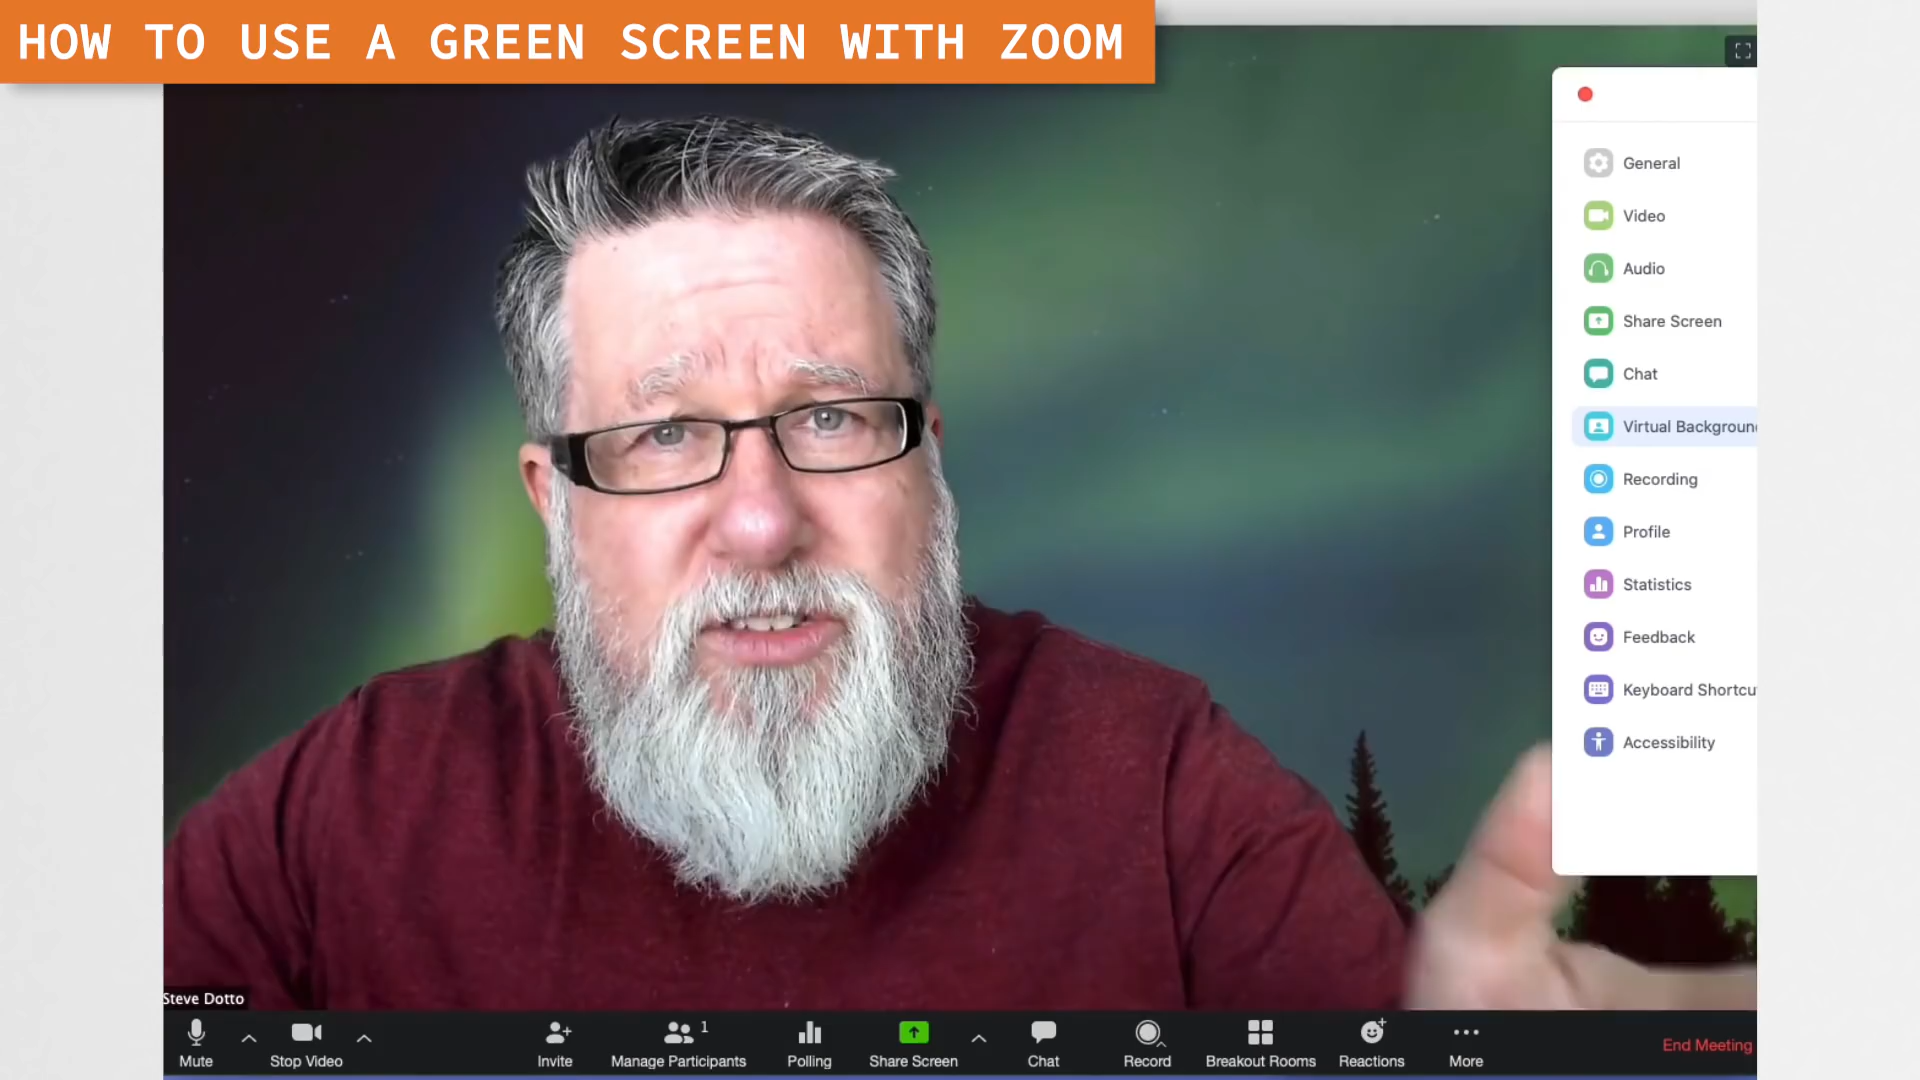 HOW TO USE A GREEN SCREEN WITH ZOOM
General
Video
Audio
Share Screen
Chat
Virtual Background
Recording
Profile
Statistics
Feedback
Keyboard Shortcu
Accessibility
Steve Dotto
Mute
Stop Video
Invite
1
Manage Participants
Polling
Share Screen
Chat
Record
Breakout Rooms
Reactions
More
End Meeting